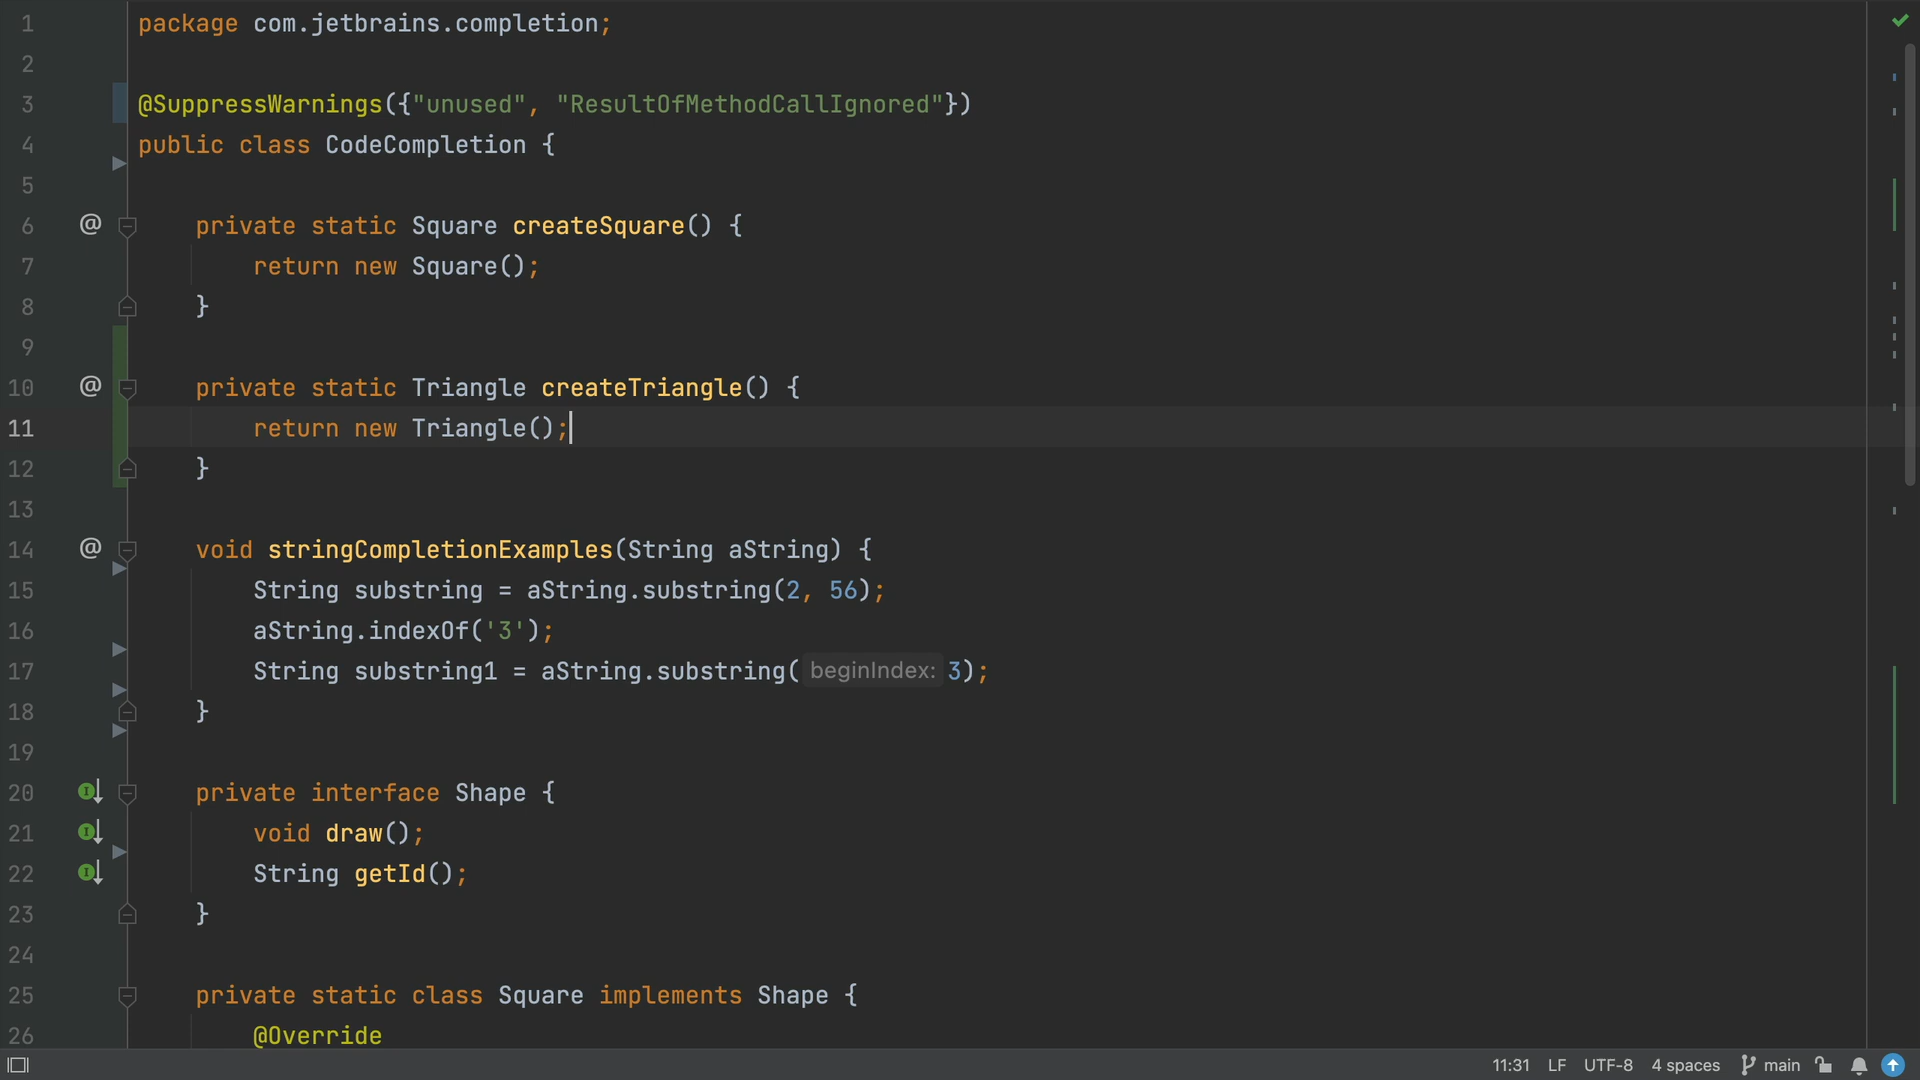 1 package com.jetbrains.completion;
2
3 @SuppressWarnings({"unused", "ResultOfMethodCallIgnored"})
4 public class CodeCompletion {
5
6 @ private static Square createSquare() {
7 return new Square();
8 }
9
10 @ private static Triangle createTriangle() {
11 return new Triangle();
12 }
13
14 @ void stringCompletionExamples(String aString) {
15 String substring = aString.substring(2, 56);
16 aString.indexOf('3');
17 String substring1 = aString.substring( beginIndex: 3);
18 }
19
20 private interface Shape {
21 void draw();
22 String getId();
23 }
24
25 private static class Square implements Shape {
26 @Override
11:31 LF UTF-8 4 spaces main